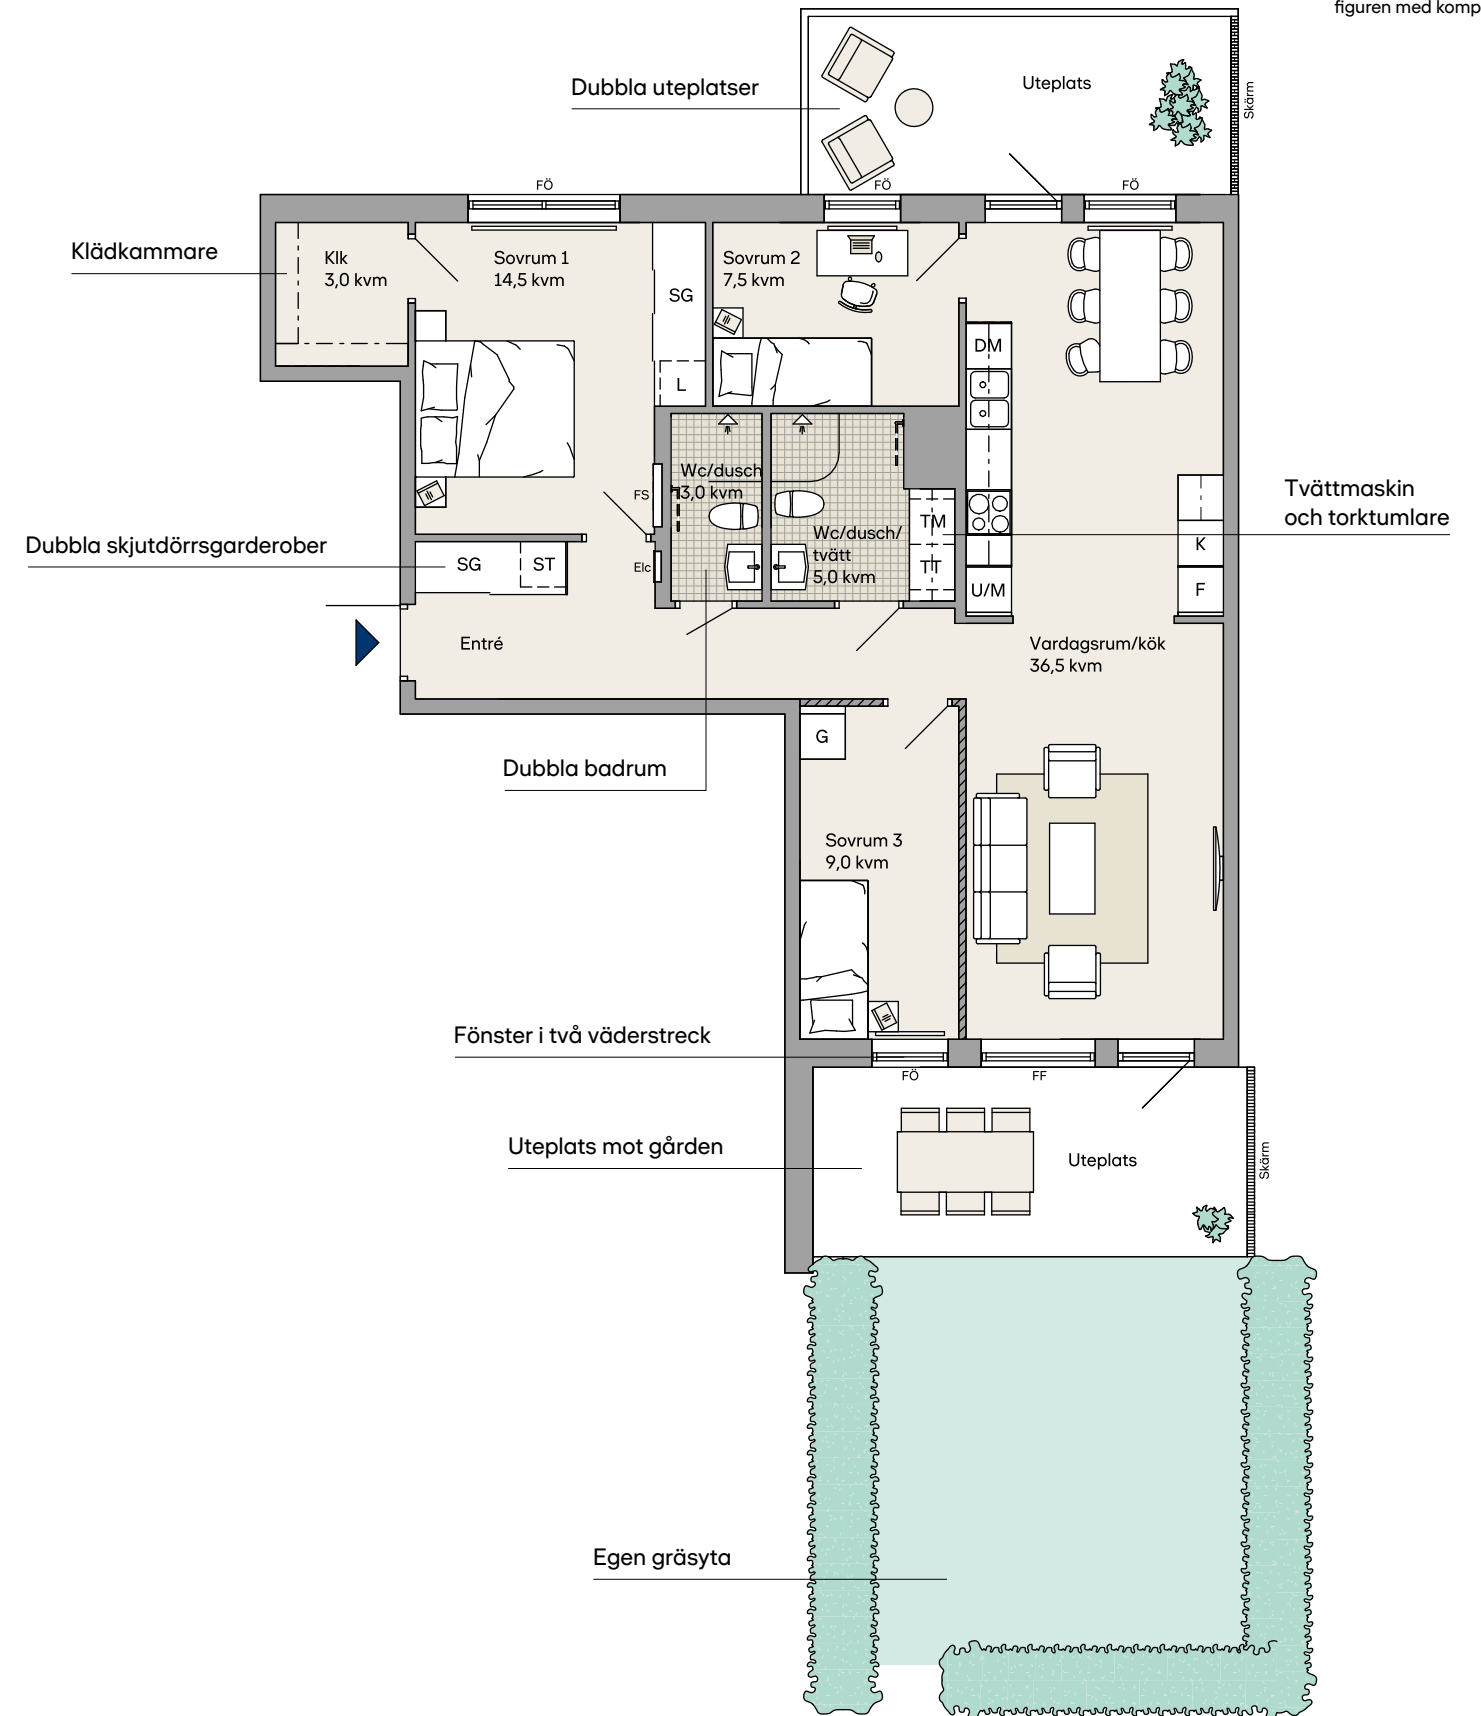 figuren med komp
Dubbla uteplatser
Uteplats
Skärm
FÖ
FÖ
FÖ
Klädkammare
Klk
3,0 kvm
Sovrum 1
14,5 kvm
SG
Sovrum 2
7,5 kvm
DM
L
Wc/dusch
3,0 kvm
FS
Tvättmaskin
och torktumlare
TM
Wc/dusch/
tvätt
5,0 kvm
TT
K
Dubbla skjutdörrsgarderober
SG
ST
Elc
U/M
F
Entré
Vardagsrum/kök
36,5 kvm
G
Dubbla badrum
Sovrum 3
9,0 kvm
Fönster i två väderstreck
FÖ
FF
Uteplats mot gården
Uteplats
Skärm
Egen gräsyta